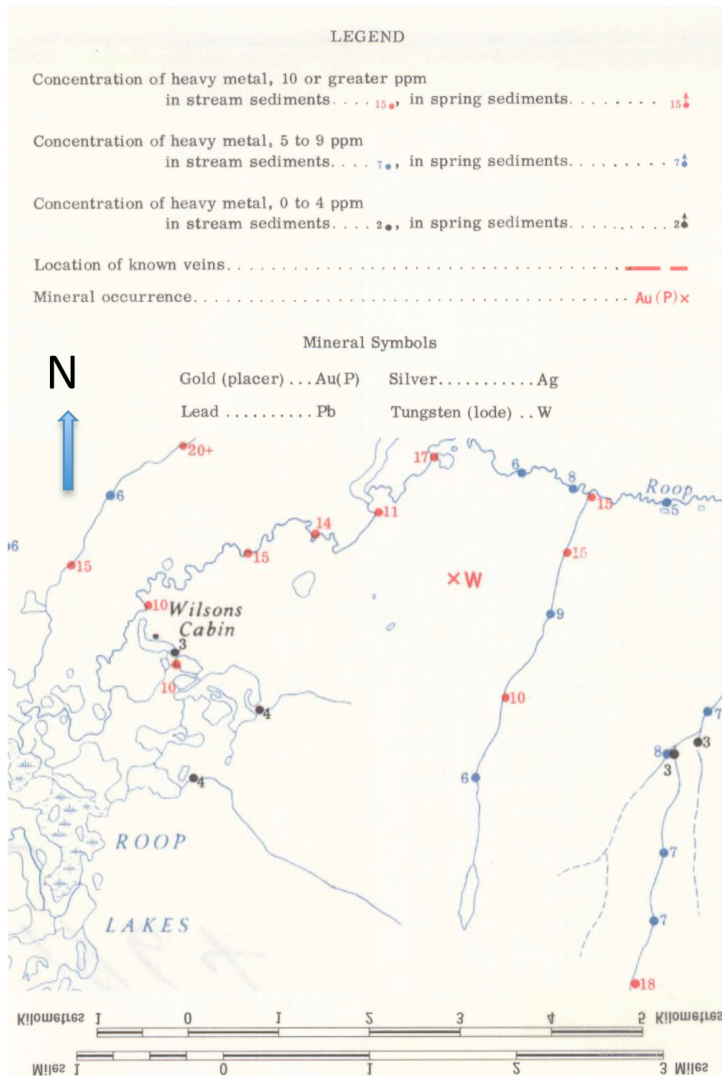 LEGEND
Concentration of heavy metal, 10 or greater ppm
in stream sediments . . . . 15 , in spring sediments. . . . . . . . . . 15
Concentration of heavy metal, 5 to 9 ppm
in stream sediments. . . . 7 , in spring sediments. . . . . . . . . . 7
Concentration of heavy metal, 0 to 4 ppm
in stream sediments. . . . 2 , in spring sediments. . . . . . . . . . 2
Location of known veins. . . . . . . . . . . . . . . . . . . . . . . . . . . . . . . . . . . . . . . .
Mineral occurrence. . . . . . . . . . . . . . . . . . . . . . . . . . . . . . . . . . . . . . . . . . . . Au (P) ×
Mineral Symbols
N
Gold (placer) . . . Au(P) Silver. . . . . . . . . . . Ag
Lead . . . . . . . . . . Pb Tungsten (lode) . . W
20+
17
6
6
8
Roop
15
5
11
14
6
15
15
16
× W
10
Wilsons
Cabin
9
3
10
10
4
7
3
8
3
4
6
ROOP
7
LAKES
7
18
Kilometres 1 0 1 2 3 4 5 Kilometres
Miles 1 0 1 2 3 Miles